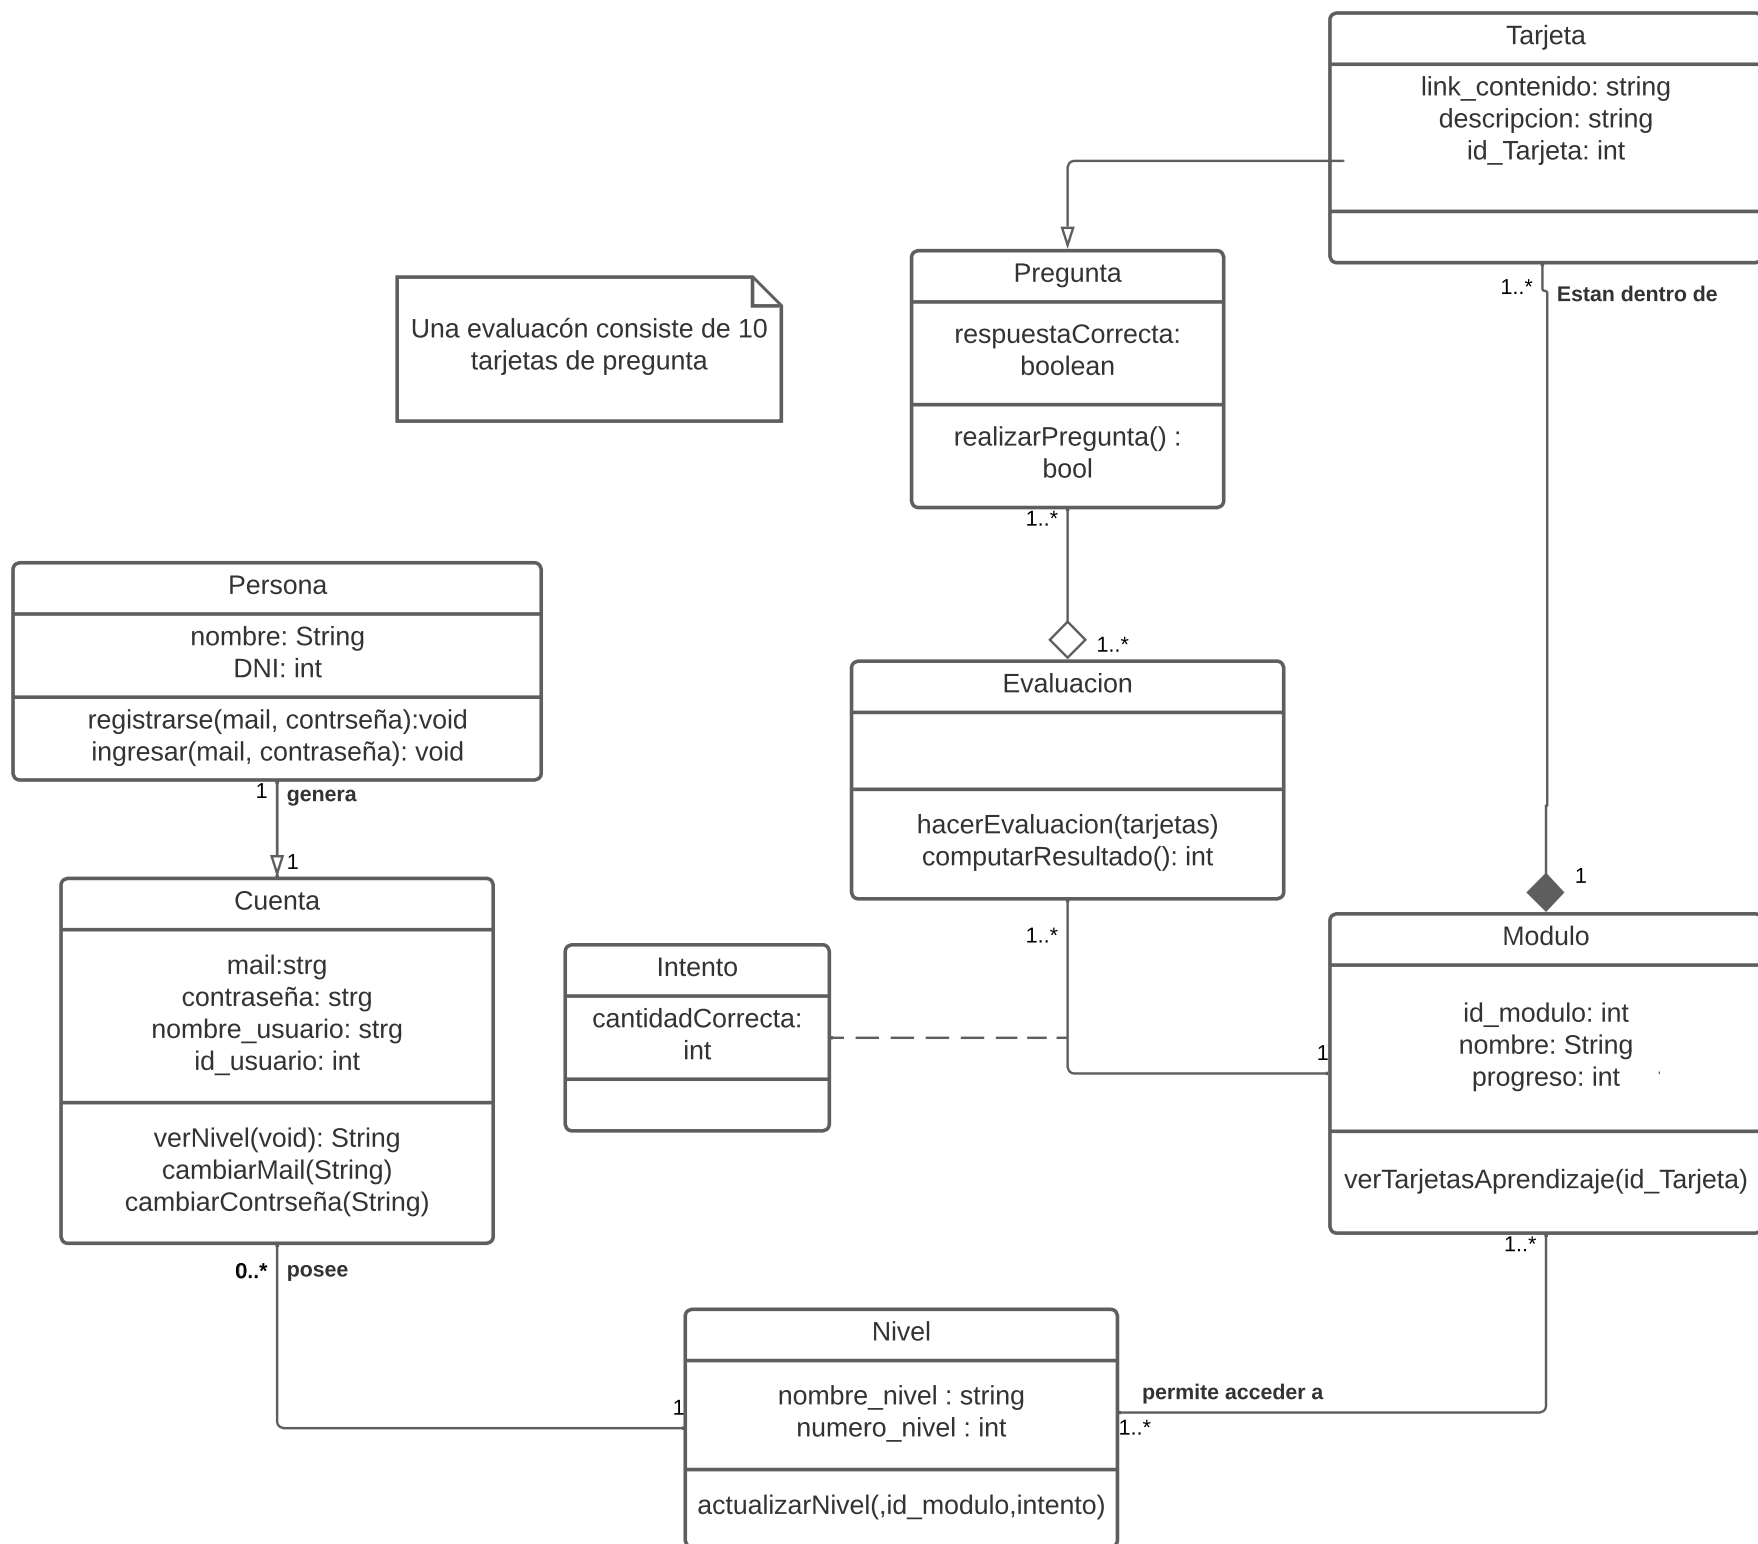 Tarjeta
link_contenido: string
descripcion: string
id_Tarjeta: int
1..*
Estan dentro de
Pregunta
respuestaCorrecta:
boolean
realizarPregunta() :
bool
1..*
Una evaluacón consiste de 10
tarjetas de pregunta
Persona
nombre: String
DNI: int
registrarse(mail, contrseña):void
ingresar(mail, contraseña): void
1
genera
1
1..*
Evaluacion
hacerEvaluacion(tarjetas)
computarResultado(): int
1..*
1
Cuenta
mail:strg
contraseña: strg
nombre_usuario: strg
id_usuario: int
verNivel(void): String
cambiarMail(String)
cambiarContrseña(String)
0..*
posee
Intento
cantidadCorrecta:
int
1
Modulo
id_modulo: int
nombre: String
progreso: int
verTarjetasAprendizaje(id_Tarjeta)
1..*
Nivel
nombre_nivel : string
numero_nivel : int
actualizarNivel(,id_modulo,intento)
1
permite acceder a
1..*